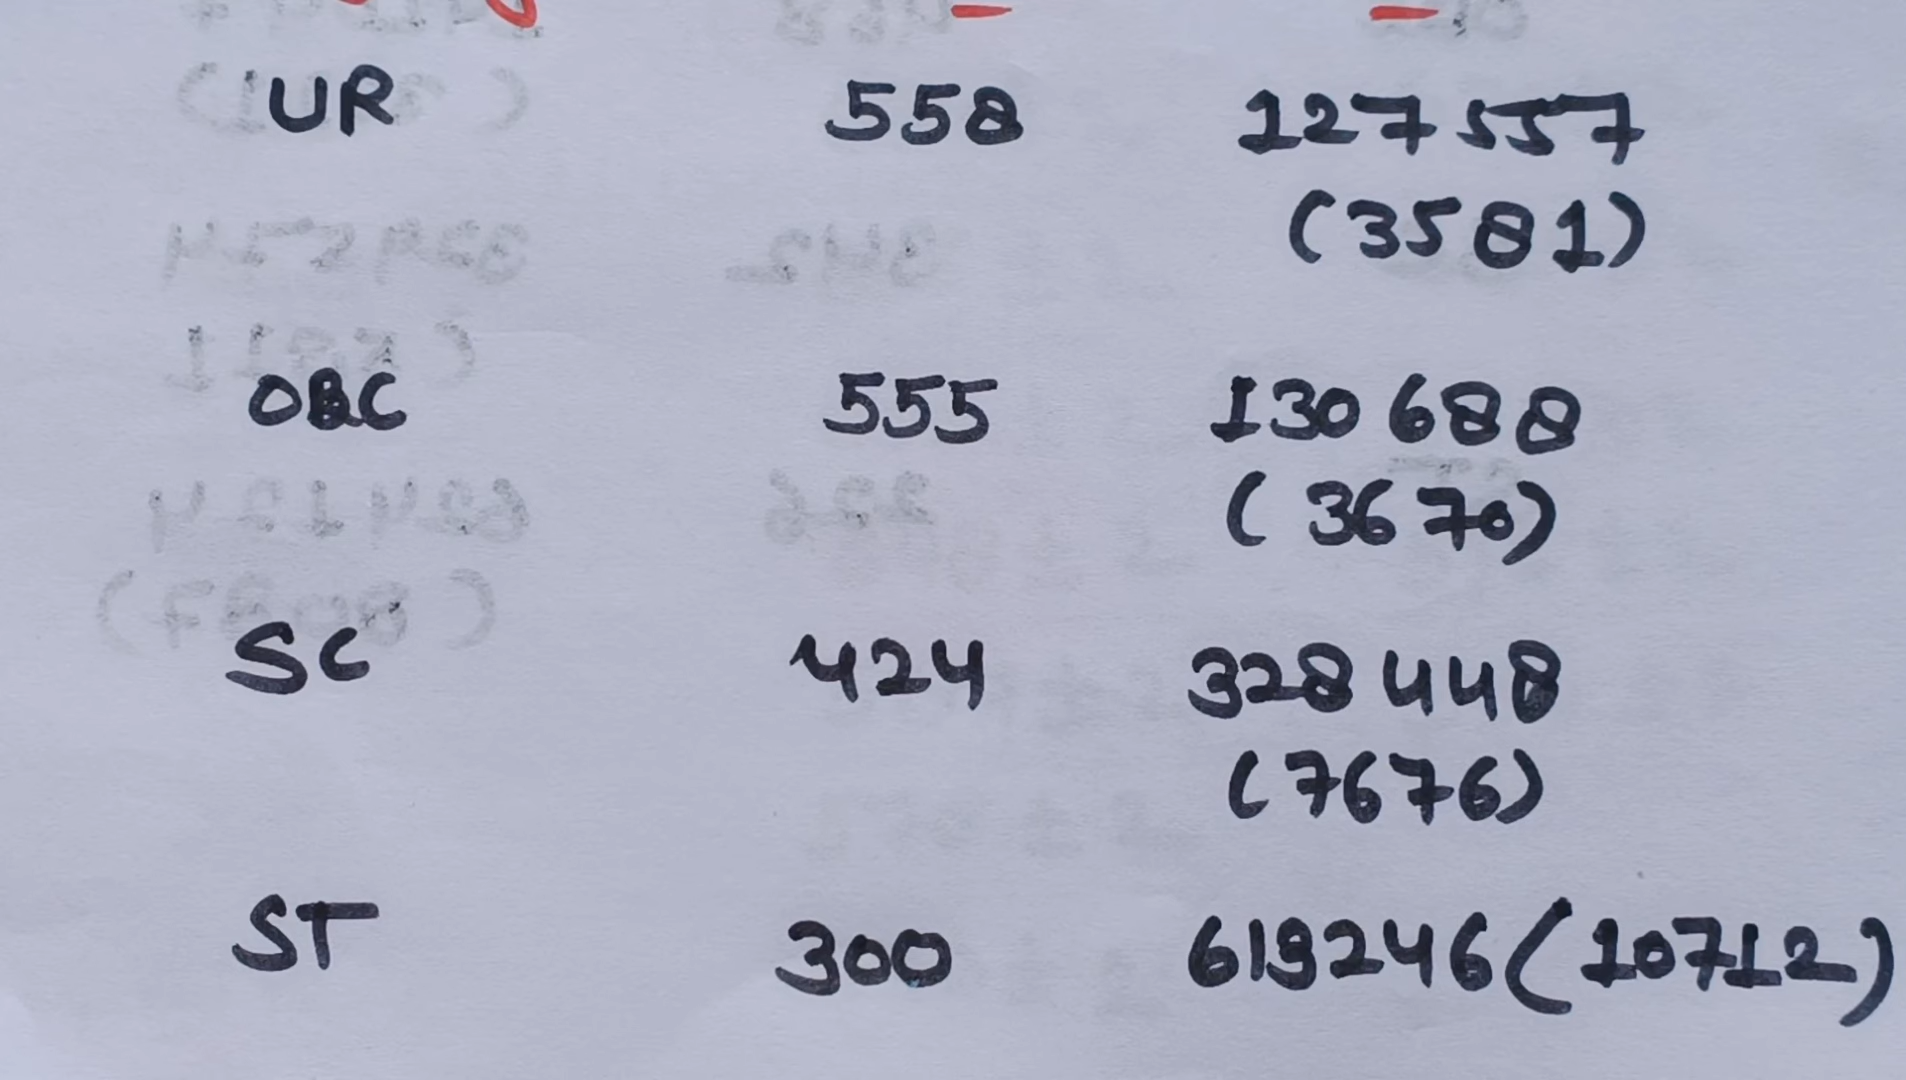 UR 558 127557
(3581)
OBC 555 130688
(3670)
SC 424 328448
(7676)
ST 300 619246 (10712)